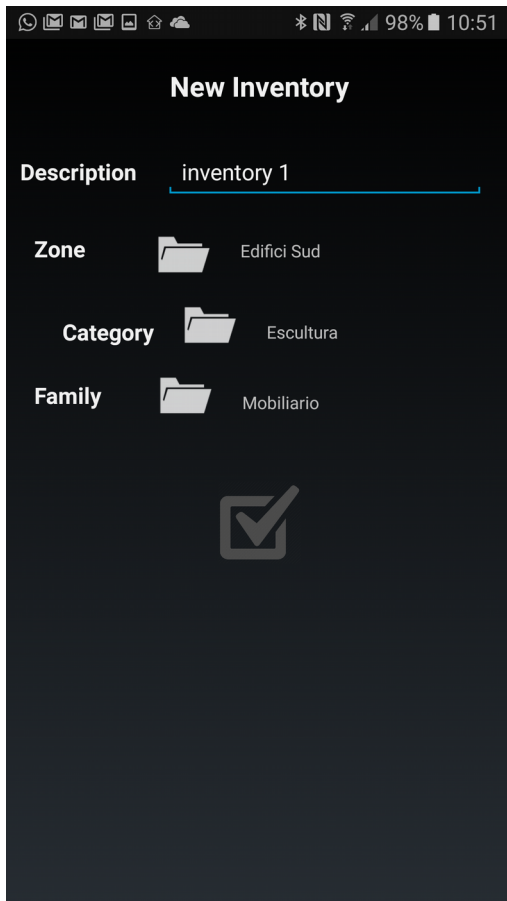 98% 10:51
New Inventory
Description inventory 1
Zone Edifici Sud
Category Escultura
Family Mobiliario